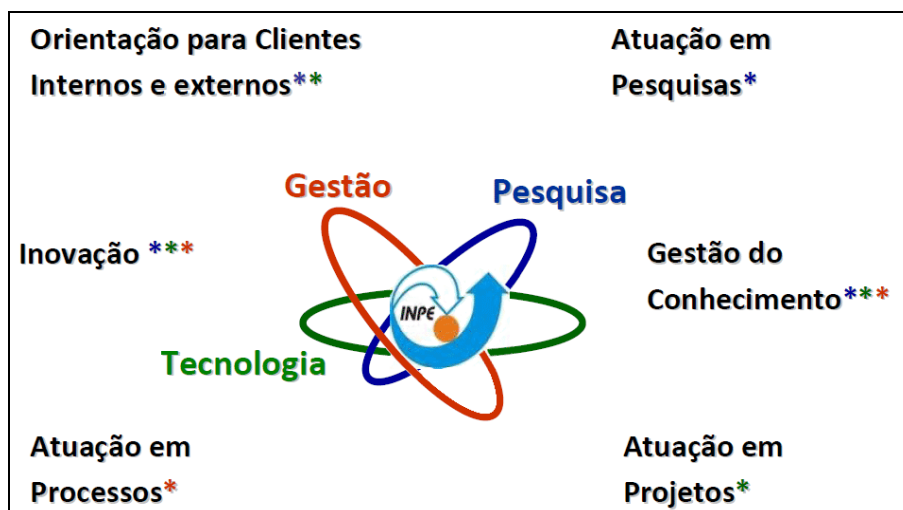 Orientação para Clientes
Internos e externos**
Atuação em
Pesquisas*
Gestão
Pesquisa
Inovação ***
Gestão do
Conhecimento***
INPE
Tecnologia
Atuação em
Processos*
Atuação em
Projetos*